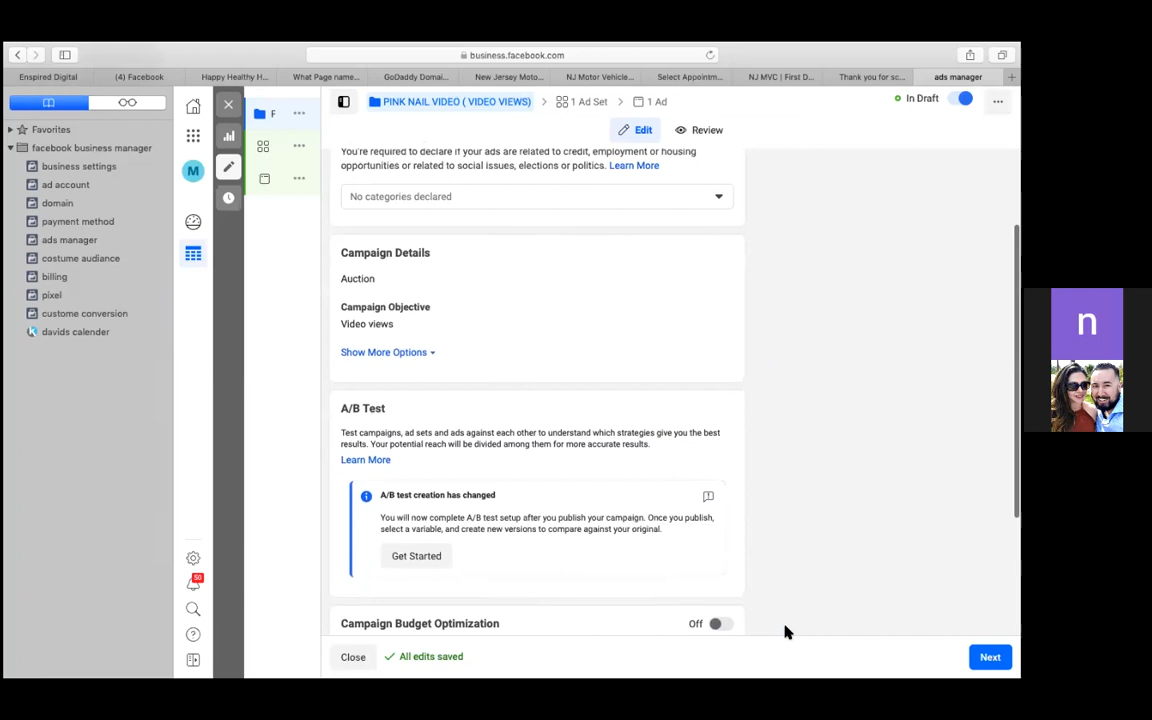 business.facebook.com
Enspired Digital
(4) Facebook
Happy Healthy H...
What Page name...
GoDaddy Domai...
New Jersey Moto...
NJ Motor Vehicle...
Select Appointm...
NJ MVC | First D...
Thank you for sc...
ads manager
Favorites
facebook business manager
business settings
ad account
domain
payment method
ads manager
costume audiance
billing
pixel
custome conversion
davids calender
M
50
F
PINK NAIL VIDEO ( VIDEO VIEWS)
1 Ad Set
1 Ad
In Draft
Edit
Review
You're required to declare if your ads are related to credit, employment or housing
opportunities or related to social issues, elections or politics. Learn More
No categories declared
Campaign Details
Auction
Campaign Objective
Video views
Show More Options
A/B Test
Test campaigns, ad sets and ads against each other to understand which strategies give you the best
results. Your potential reach will be divided among them for more accurate results.
Learn More
A/B test creation has changed
You will now complete A/B test setup after you publish your campaign. Once you publish,
select a variable, and create new versions to compare against your original.
Get Started
Campaign Budget Optimization
Off
Close
All edits saved
Next
n